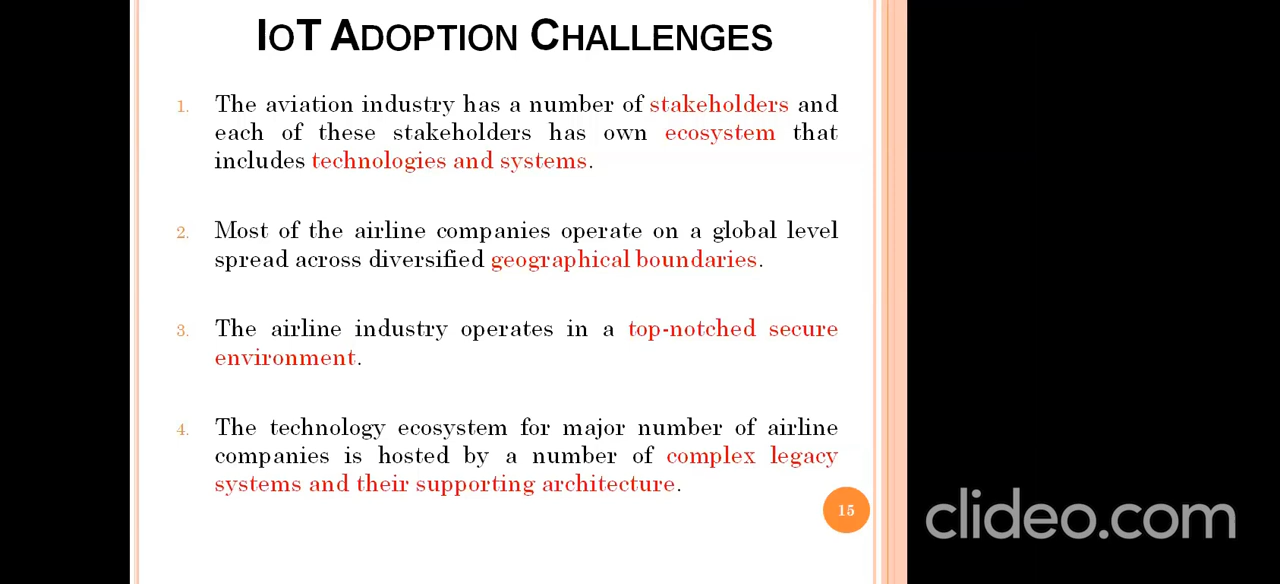 IoT Adoption Challenges
1. The aviation industry has a number of stakeholders and
each of these stakeholders has own ecosystem that
includes technologies and systems.
2. Most of the airline companies operate on a global level
spread across diversified geographical boundaries.
3. The airline industry operates in a top-notched secure
environment.
4. The technology ecosystem for major number of airline
companies is hosted by a number of complex legacy
systems and their supporting architecture.
15
clideo.com